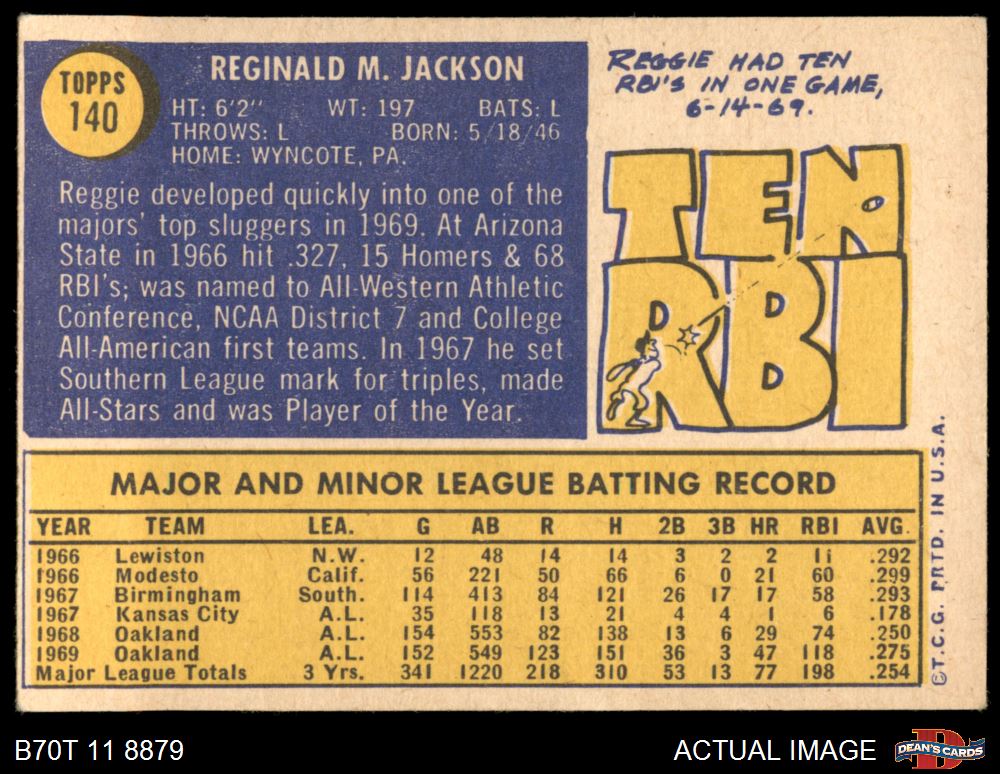 TOPPS
140
REGINALD M. JACKSON
HT: 6'2" WT: 197 BATS: L
THROWS: L BORN: 5/18/46
HOME: WYNCOTE, PA.
Reggie developed quickly into one of the
majors' top sluggers in 1969. At Arizona
State in 1966 hit .327, 15 Homers & 68
RBI's; was named to All-Western Athletic
Conference, NCAA District 7 and College
All-American first teams. In 1967 he set
Southern League mark for triples, made
All-Stars and was Player of the Year.
REGGIE HAD TEN
RBI'S IN ONE GAME,
6-14-69.
TEN
RBI
MAJOR AND MINOR LEAGUE BATTING RECORD
YEAR TEAM LEA. G AB R H 2B 3B HR RBI AVG.
1966 Lewiston N.W. 12 48 14 14 3 2 2 11 .292
1966 Modesto Calif. 56 221 50 66 6 0 21 60 .299
1967 Birmingham South. 114 413 84 121 26 17 17 58 .293
1967 Kansas City A.L. 35 118 13 21 4 4 1 6 .178
1968 Oakland A.L. 154 553 82 138 13 6 29 74 .250
1969 Oakland A.L. 152 549 123 151 36 3 47 118 .275
Major League Totals 3 Yrs. 341 1220 218 310 53 13 77 198 .254
©T.C.G. PRTD. IN U.S.A.
B70T 11 8879
ACTUAL IMAGE
DEAN'S CARDS